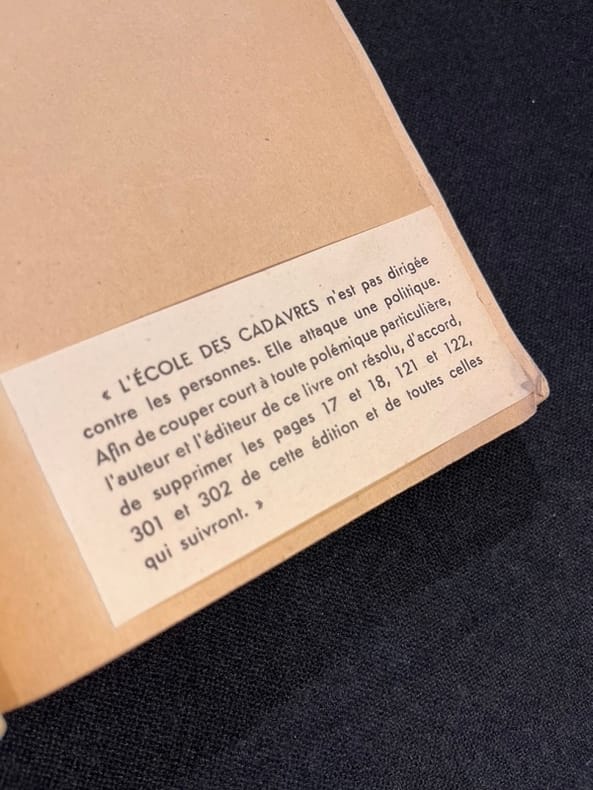 « L'ÉCOLE DES CADAVRES n'est pas dirigée
contre les personnes. Elle attaque une politique.
Afin de couper court à toute polémique particulière,
l'auteur et l'éditeur de ce livre ont résolu, d'accord,
de supprimer les pages 17 et 18, 121 et 122,
301 et 302 de cette édition et de toutes celles
qui suivront. »